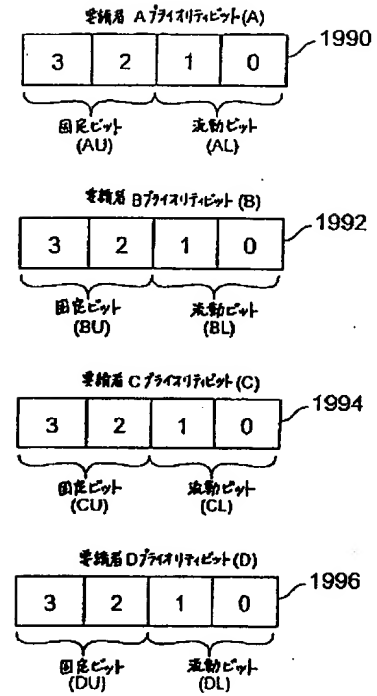 要績者 Aプライオリティビット(A)
1990
3 2 1 0
固定ビット 流動ビット
(AU) (AL)
要績者 Bプライオリティビット(B)
1992
3 2 1 0
固定ビット 流動ビット
(BU) (BL)
要績者 Cプライオリティビット(C)
1994
3 2 1 0
固定ビット 流動ビット
(CU) (CL)
要績者 Dプライオリティビット(D)
1996
3 2 1 0
固定ビット 流動ビット
(DU) (DL)